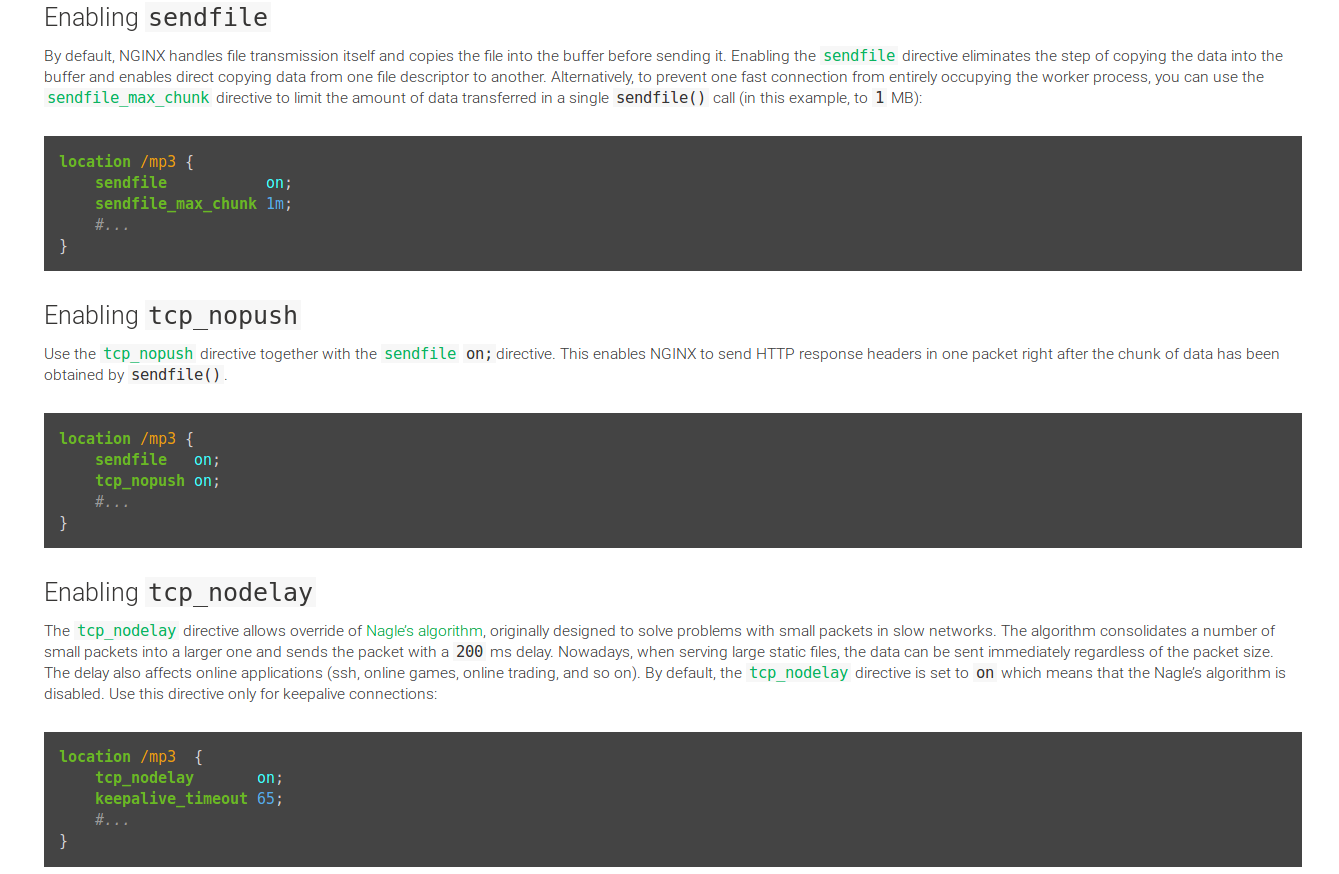 Enabling sendfile
By default, NGINX handles file transmission itself and copies the file into the buffer before sending it. Enabling the sendfile directive eliminates the step of copying the data into the
buffer and enables direct copying data from one file descriptor to another. Alternatively, to prevent one fast connection from entirely occupying the worker process, you can use the
sendfile_max_chunk directive to limit the amount of data transferred in a single sendfile() call (in this example, to 1 MB):
location /mp3 {
    sendfile           on;
    sendfile_max_chunk 1m;
    #...
}
Enabling tcp_nopush
Use the tcp_nopush directive together with the sendfile on; directive. This enables NGINX to send HTTP response headers in one packet right after the chunk of data has been
obtained by sendfile().
location /mp3 {
    sendfile   on;
    tcp_nopush on;
    #...
}
Enabling tcp_nodelay
The tcp_nodelay directive allows override of Nagle’s algorithm, originally designed to solve problems with small packets in slow networks. The algorithm consolidates a number of
small packets into a larger one and sends the packet with a 200 ms delay. Nowadays, when serving large static files, the data can be sent immediately regardless of the packet size.
The delay also affects online applications (ssh, online games, online trading, and so on). By default, the tcp_nodelay directive is set to on which means that the Nagle’s algorithm is
disabled. Use this directive only for keepalive connections:
location /mp3  {
    tcp_nodelay       on;
    keepalive_timeout 65;
    #...
}